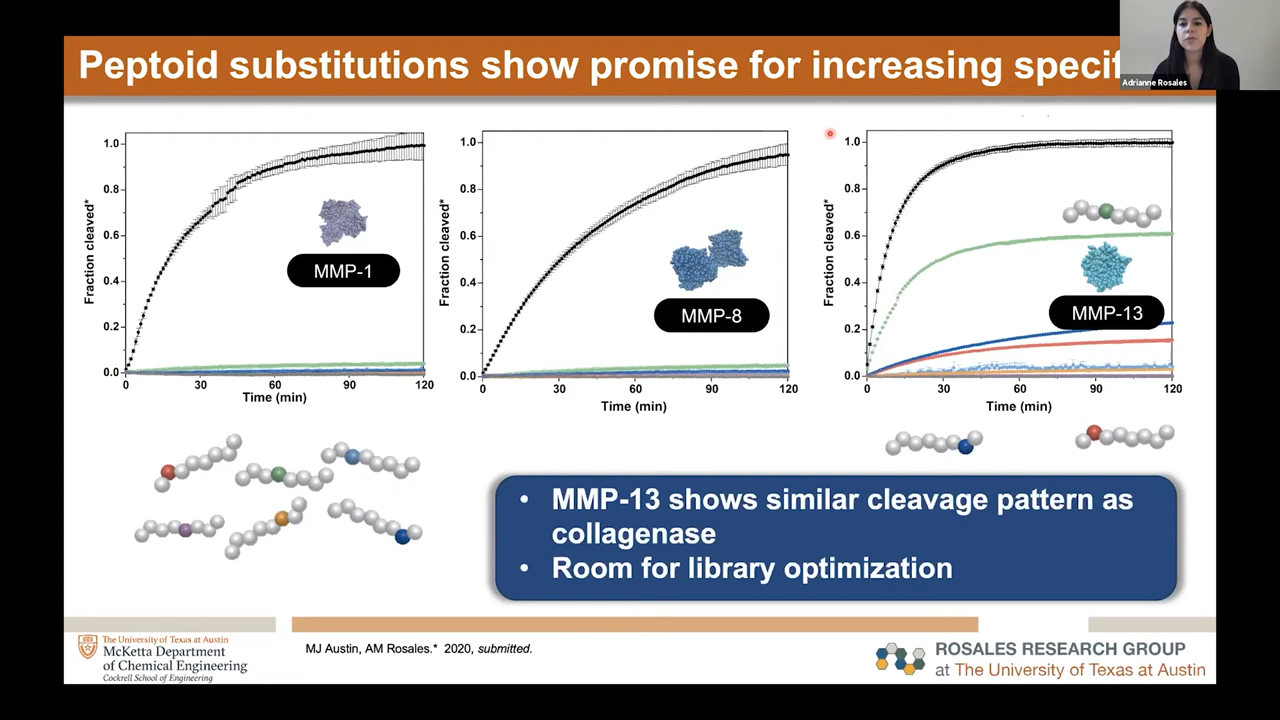 Peptoid substitutions show promise for increasing specif
Adrianne Rosales
1.0
0.8
0.6
0.4
0.2
0.0
Fraction cleaved*
0
30
60
90
120
Time (min)
MMP-1
1.0
0.8
0.6
0.4
0.2
0.0
Fraction cleaved*
0
30
60
90
120
Time (min)
MMP-8
1.0
0.8
0.6
0.4
0.2
0.0
Fraction cleaved*
0
30
60
90
120
Time (min)
MMP-13
• MMP-13 shows similar cleavage pattern as
collagenase
• Room for library optimization
The University of Texas at Austin
McKetta Department
of Chemical Engineering
Cockrell School of Engineering
MJ Austin, AM Rosales.* 2020, submitted.
ROSALES RESEARCH GROUP
at The University of Texas at Austin